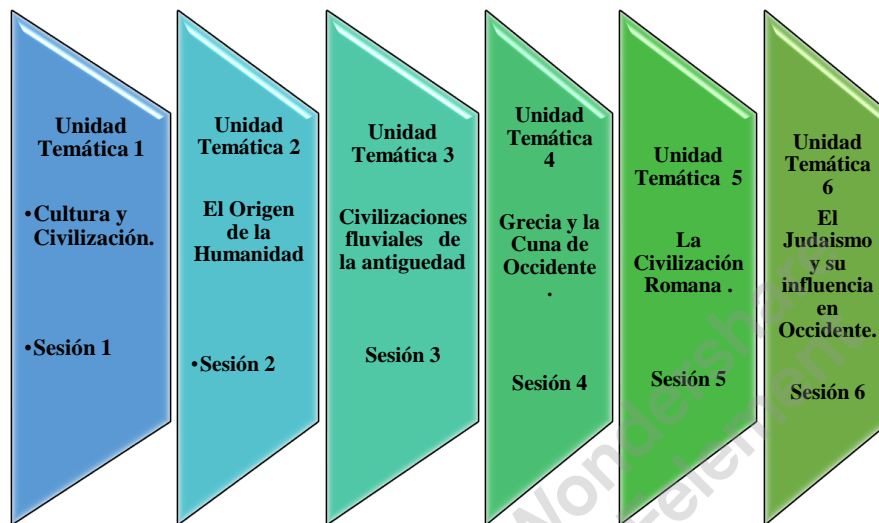 Unidad
Temática 1
•Cultura y
Civilización.
•Sesión 1
Unidad
Temática 2
El Origen
de la
Humanidad
•Sesión 2
Unidad
Temática 3
Civilizaciones
fluviales de
la antiguedad
Sesión 3
Unidad
Temática
4
Grecia y la
Cuna de
Occidente
.
Sesión 4
Unidad
Temática 5
La
Civilización
Romana .
Sesión 5
Unidad
Temática
6
El
Judaismo
y su
influencia
en
Occidente.
Sesión 6
Wondershare